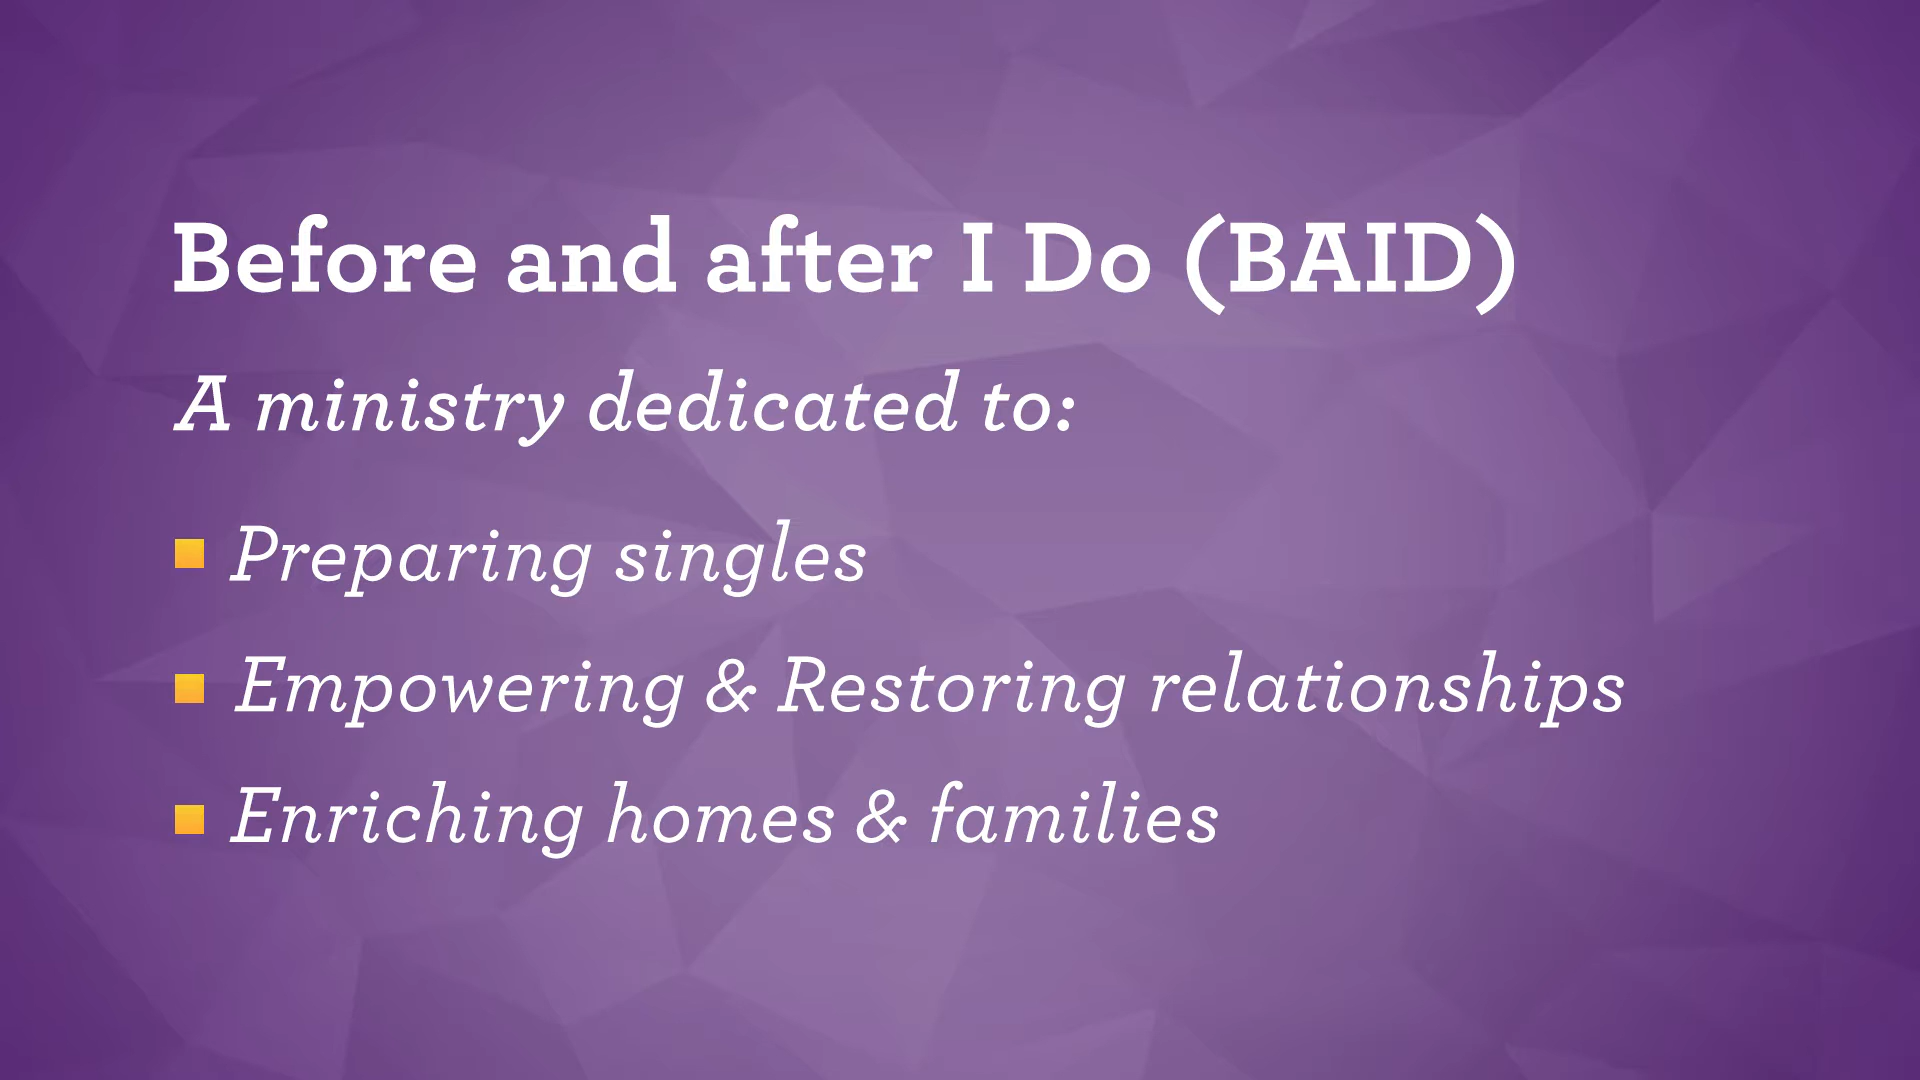 Before and after I Do (BAID)
A ministry dedicated to:
Preparing singles
Empowering & Restoring relationships
Enriching homes & families